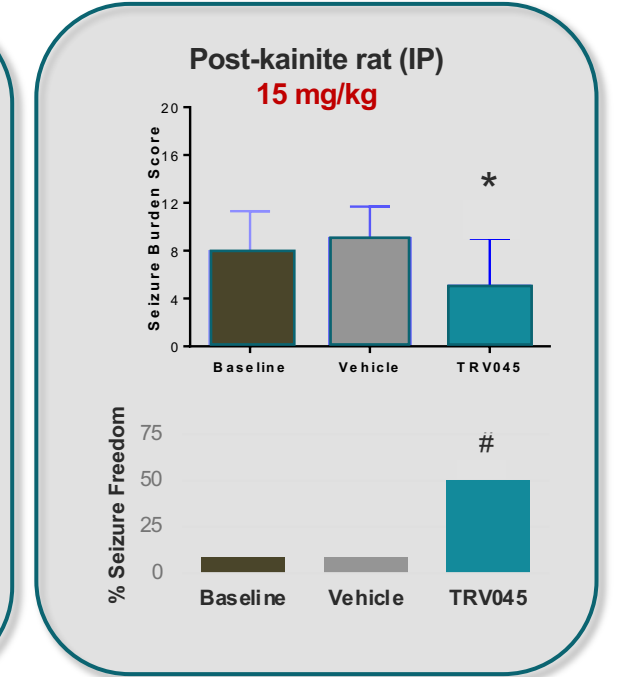 Post-kainite rat (IP)
15 mg/kg
Seizure Burden Score
20
16
12
8
4
0
*
Baseline
Vehicle
TRV045
% Seizure Freedom
75
50
25
0
#
Baseline
Vehicle
TRV045